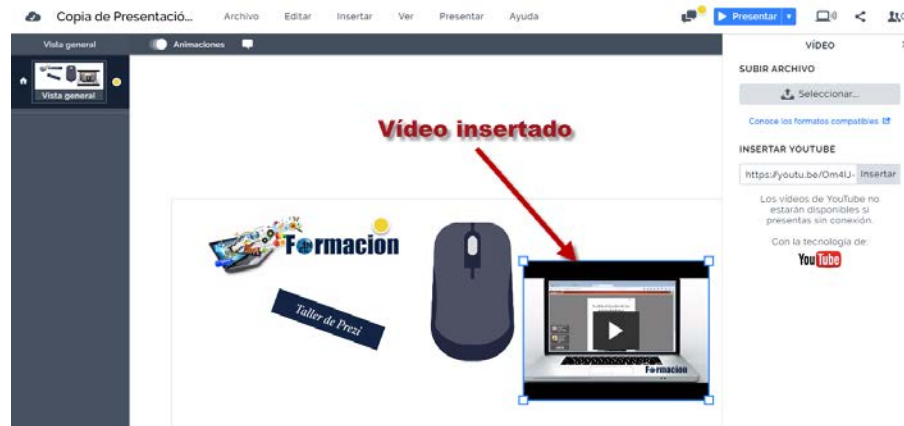 Copia de Presentació...
Archivo Editar Insertar Ver Presentar Ayuda
Presentar
Vista general
Animaciones
Vista general
VÍDEO
SUBIR ARCHIVO
Seleccionar...
Conoce los formatos compatibles
INSERTAR YOUTUBE
https://youtu.be/Om4IJ- Insertar
Los vídeos de YouTube no
estarán disponibles si
presentas sin conexión.
Con la tecnología de:
YouTube
Vídeo insertado
Formacion
Taller de Prezi
Formación